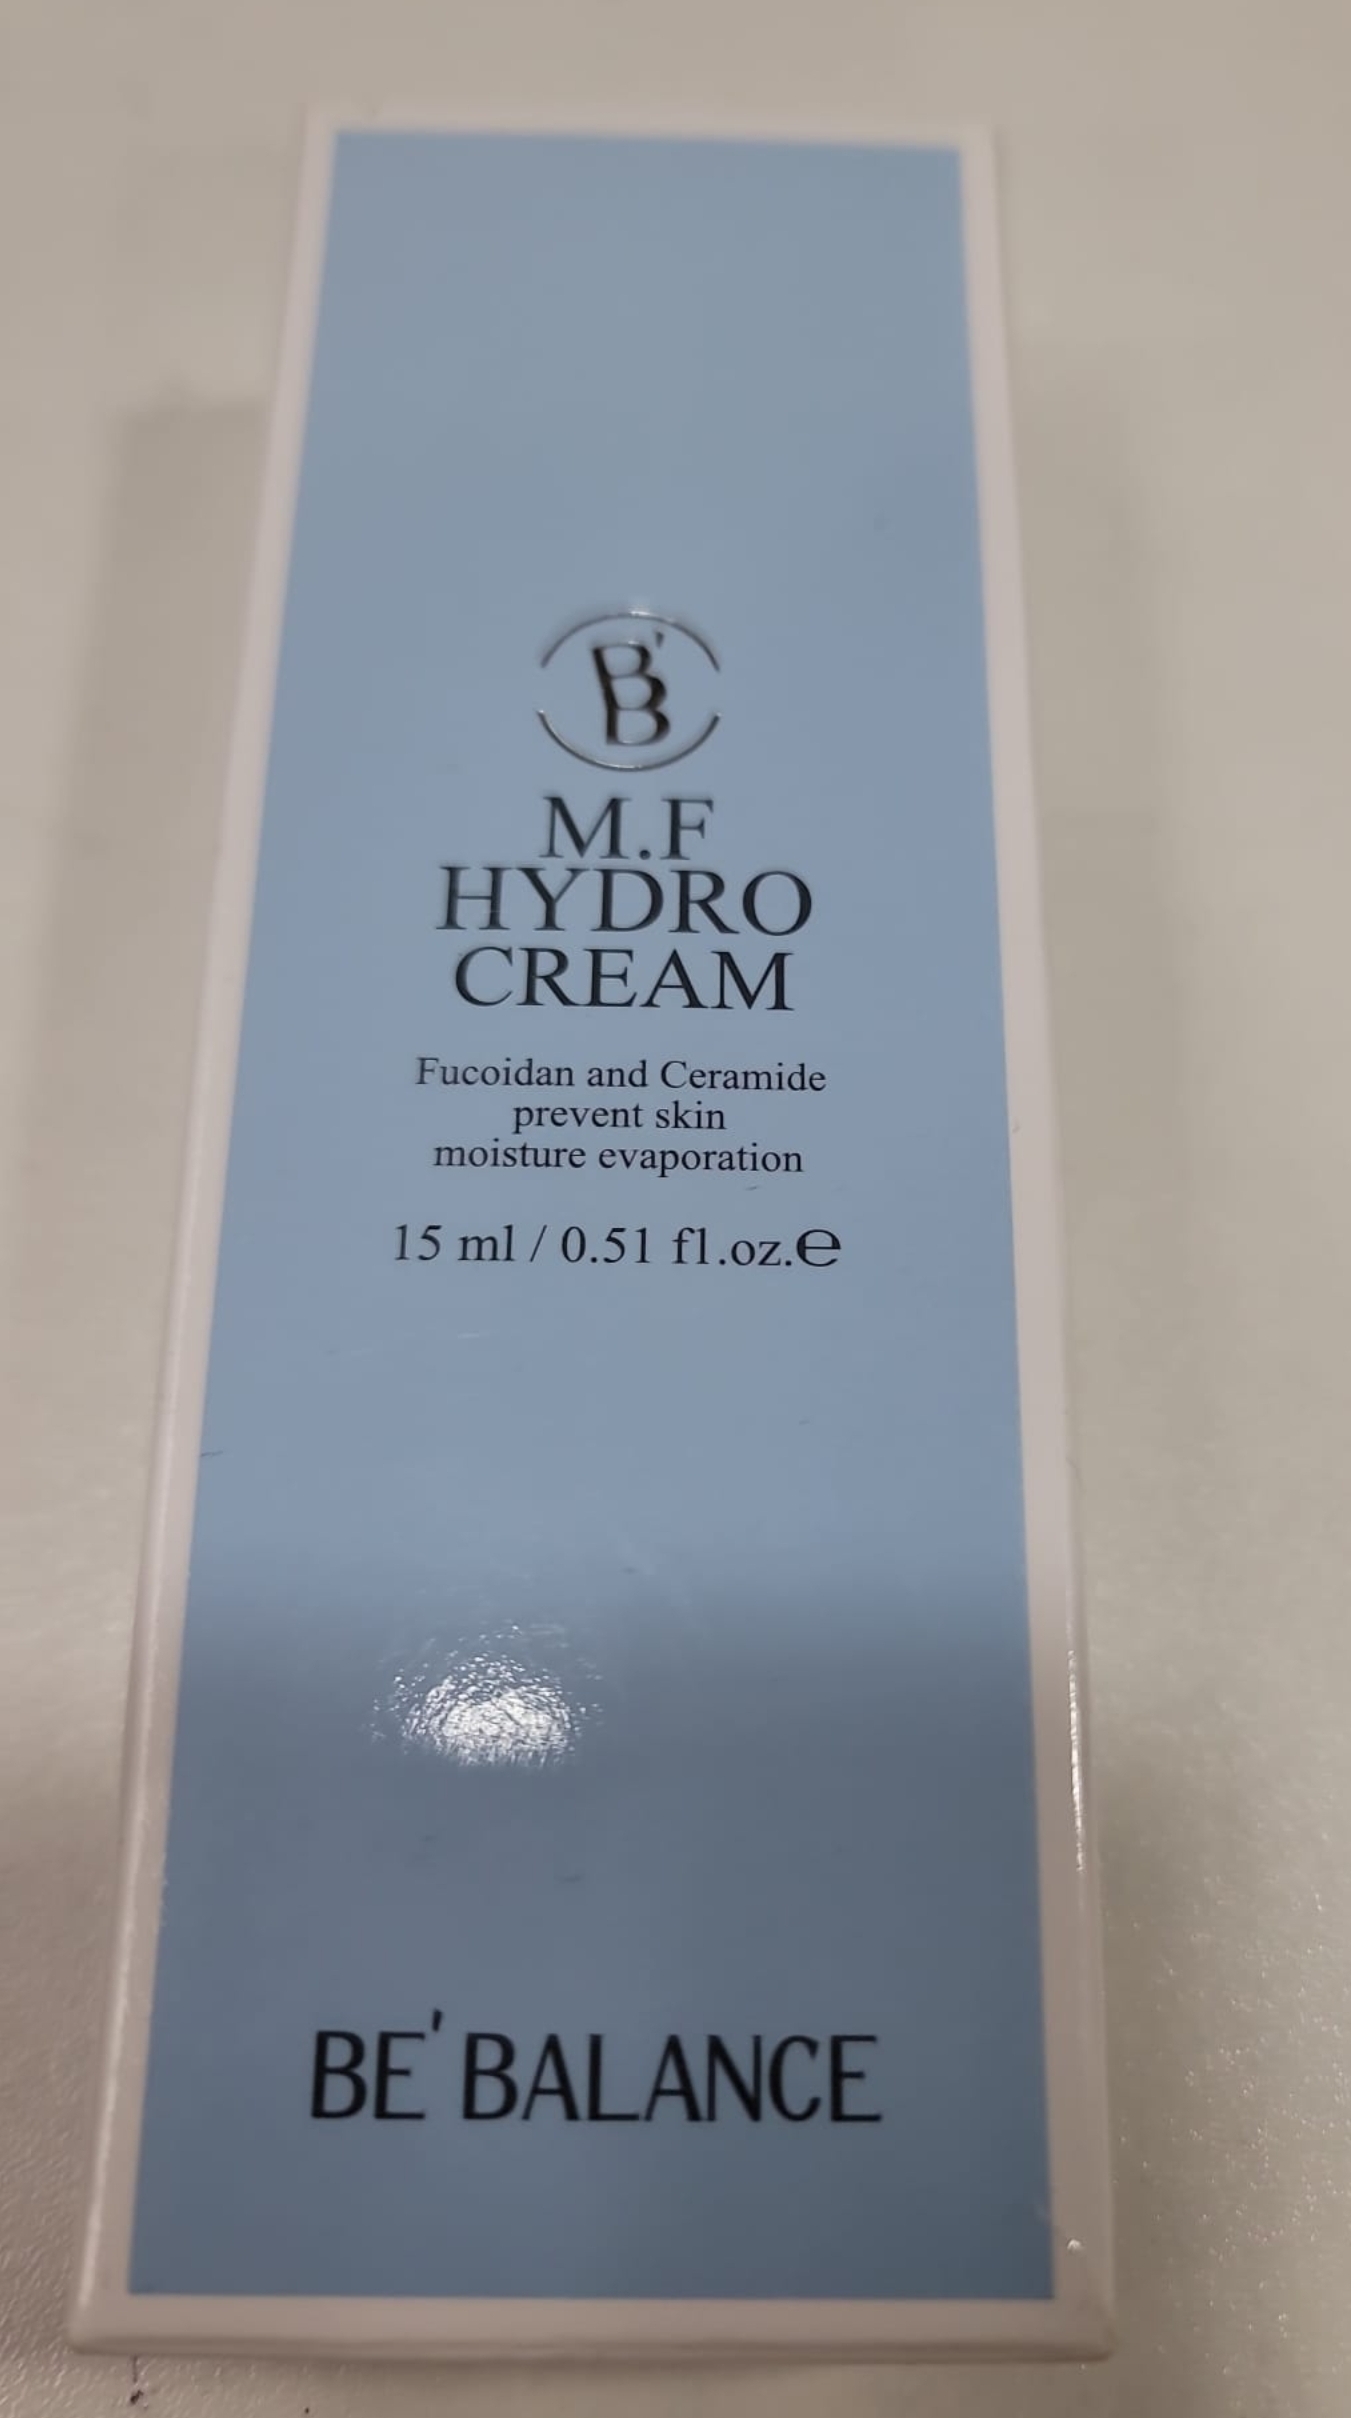 B'B
M.F
HYDRO
CREAM
Fucoidan and Ceramide
prevent skin
moisture evaporation
15 ml / 0.51 fl.oz.℮
BE' BALANCE